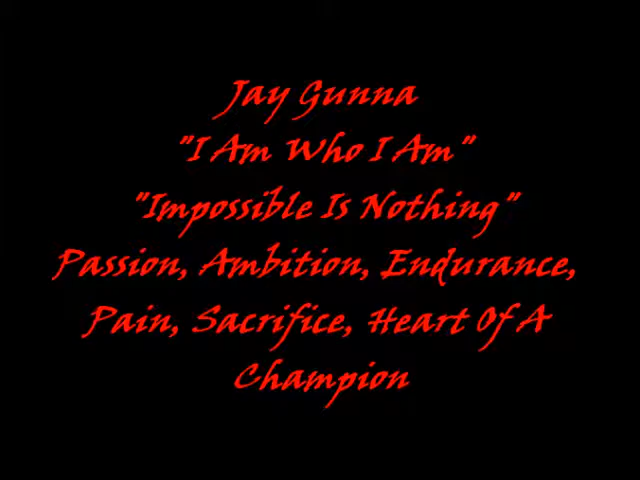 Jay Gunna
"I Am Who I Am"
"Impossible Is Nothing"
Passion, Ambition, Endurance,
Pain, Sacrifice, Heart Of A
Champion